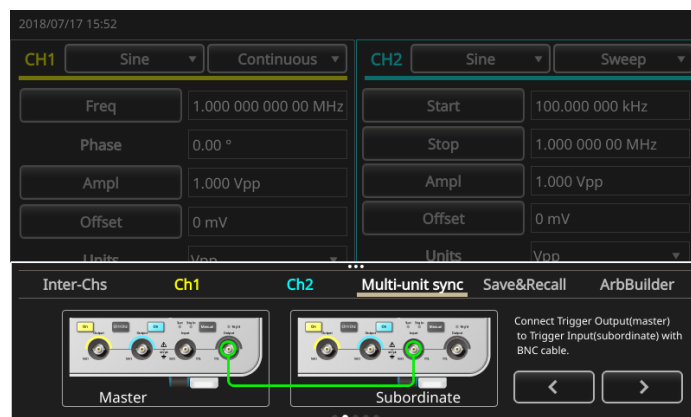 2018/07/17 15:52
CH1 Sine Continuous
CH2 Sine Sweep
Freq 1.000 000 000 00 MHz
Phase 0.00 °
Ampl 1.000 Vpp
Offset 0 mV
Units Vpp
Start 100.000 000 kHz
Stop 1.000 000 00 MHz
Ampl 1.000 Vpp
Offset 0 mV
Units Vpp
Inter-Chs Ch1 Ch2 Multi-unit sync Save&Recall ArbBuilder
Master
Subordinate
Connect Trigger Output(master)
to Trigger Input(subordinate) with
BNC cable.